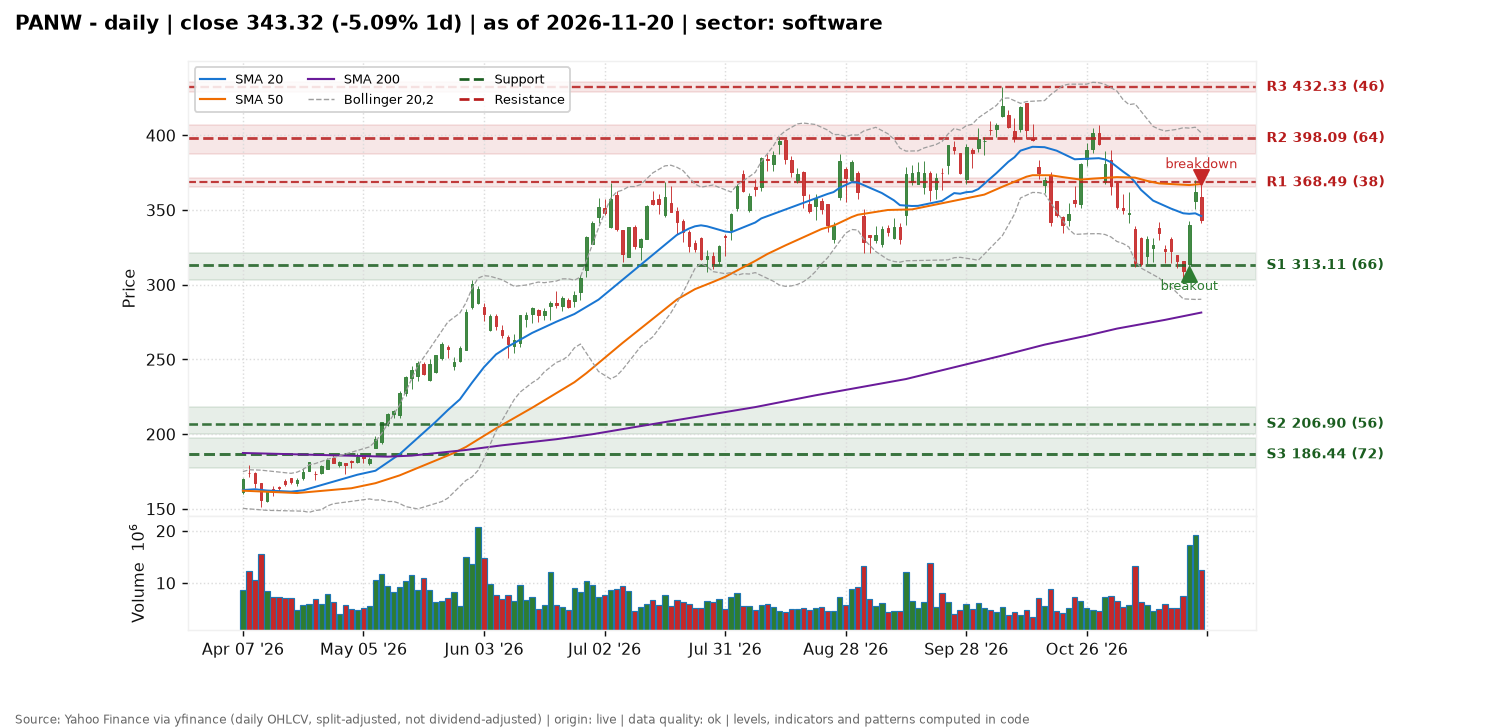 PANW - daily | close 343.32 (-5.09% 1d) | as of 2026-11-20 | sector: software
SMA 20
SMA 50
SMA 200
Bollinger 20,2
Support
Resistance
R3 432.33 (46)
R2 398.09 (64)
R1 368.49 (38)
S1 313.11 (66)
S2 206.90 (56)
S3 186.44 (72)
breakdown
breakout
Price
400
350
300
250
200
150
Volume 10⁶
20
10
Apr 07 '26
May 05 '26
Jun 03 '26
Jul 02 '26
Jul 31 '26
Aug 28 '26
Sep 28 '26
Oct 26 '26
Source: Yahoo Finance via yfinance (daily OHLCV, split-adjusted, not dividend-adjusted) | origin: live | data quality: ok | levels, indicators and patterns computed in code